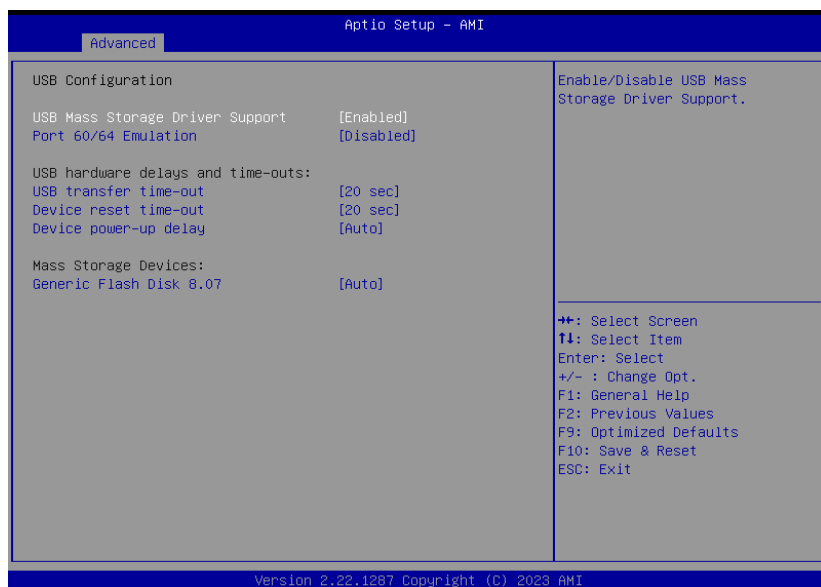 Aptio Setup – AMI
Advanced
USB Configuration
USB Mass Storage Driver Support [Enabled]
Port 60/64 Emulation [Disabled]
USB hardware delays and time-outs:
USB transfer time-out [20 sec]
Device reset time-out [20 sec]
Device power-up delay [Auto]
Mass Storage Devices:
Generic Flash Disk 8.07 [Auto]
Enable/Disable USB Mass
Storage Driver Support.
→←: Select Screen
↑↓: Select Item
Enter: Select
+/- : Change Opt.
F1: General Help
F2: Previous Values
F9: Optimized Defaults
F10: Save & Reset
ESC: Exit
Version 2.22.1287 Copyright (C) 2023 AMI